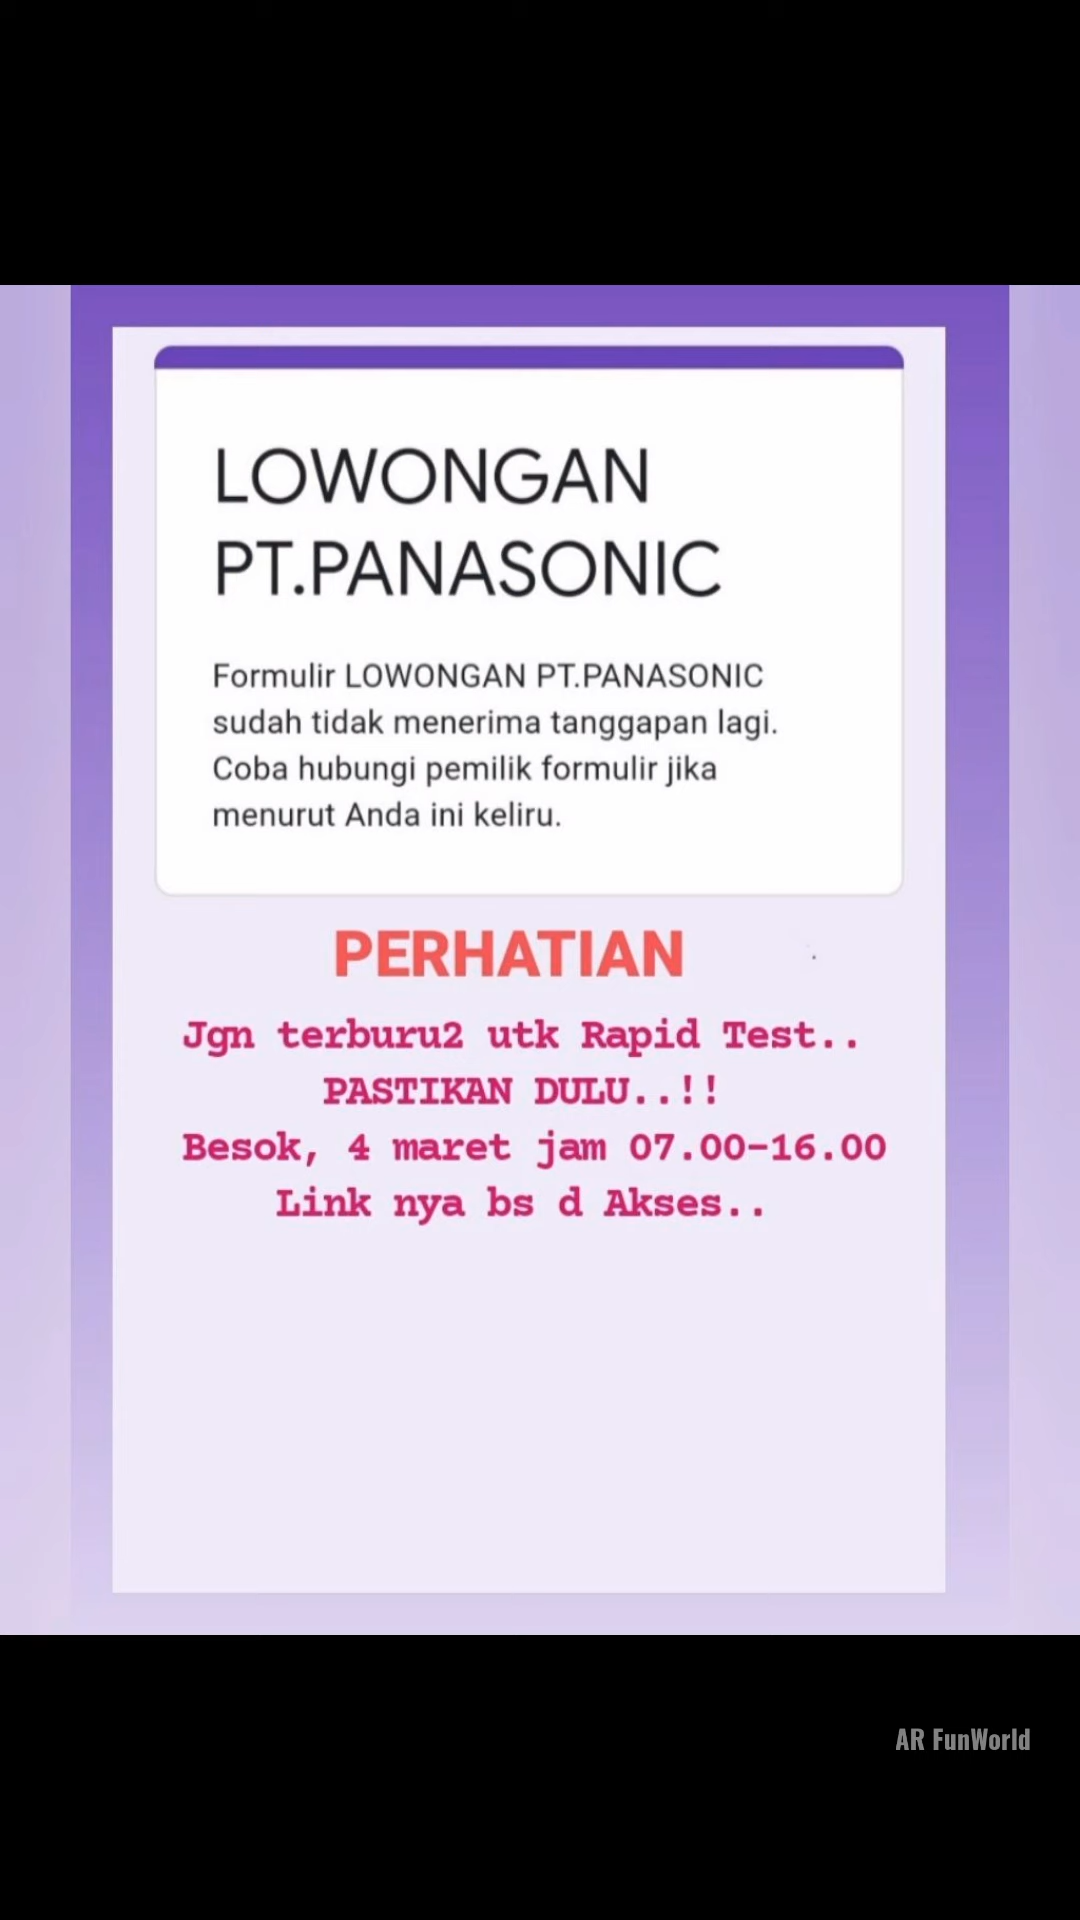 LOWONGAN
PT.PANASONIC
Formulir LOWONGAN PT.PANASONIC
sudah tidak menerima tanggapan lagi.
Coba hubungi pemilik formulir jika
menurut Anda ini keliru.
PERHATIAN
Jgn terburu2 utk Rapid Test..
PASTIKAN DULU..!!
Besok, 4 maret jam 07.00-16.00
Link nya bs d Akses..
AR FunWorld